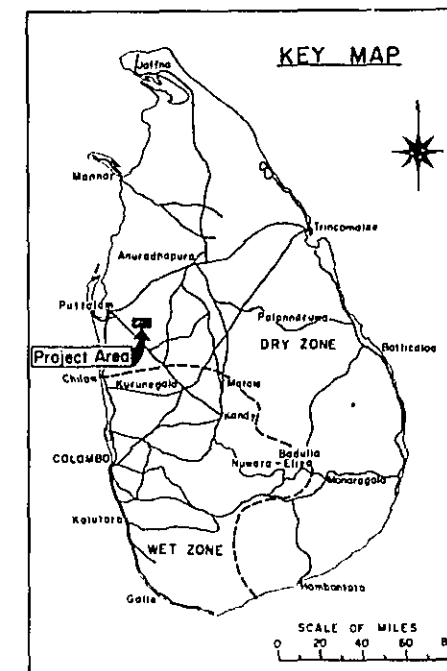 KEY MAP
Jaffna
Mannar
Trincomalee
Anuradhapura
Puttalam
Polonnaruwa
Project Area
DRY ZONE
Batticaloa
Chilaw
Kurunegala
Matale
Kandy
Badulla
COLOMBO
Nuwara-Eliya
Monaragala
Kalutara
WET ZONE
Hambantota
Galle
SCALE OF MILES
0 20 40 60